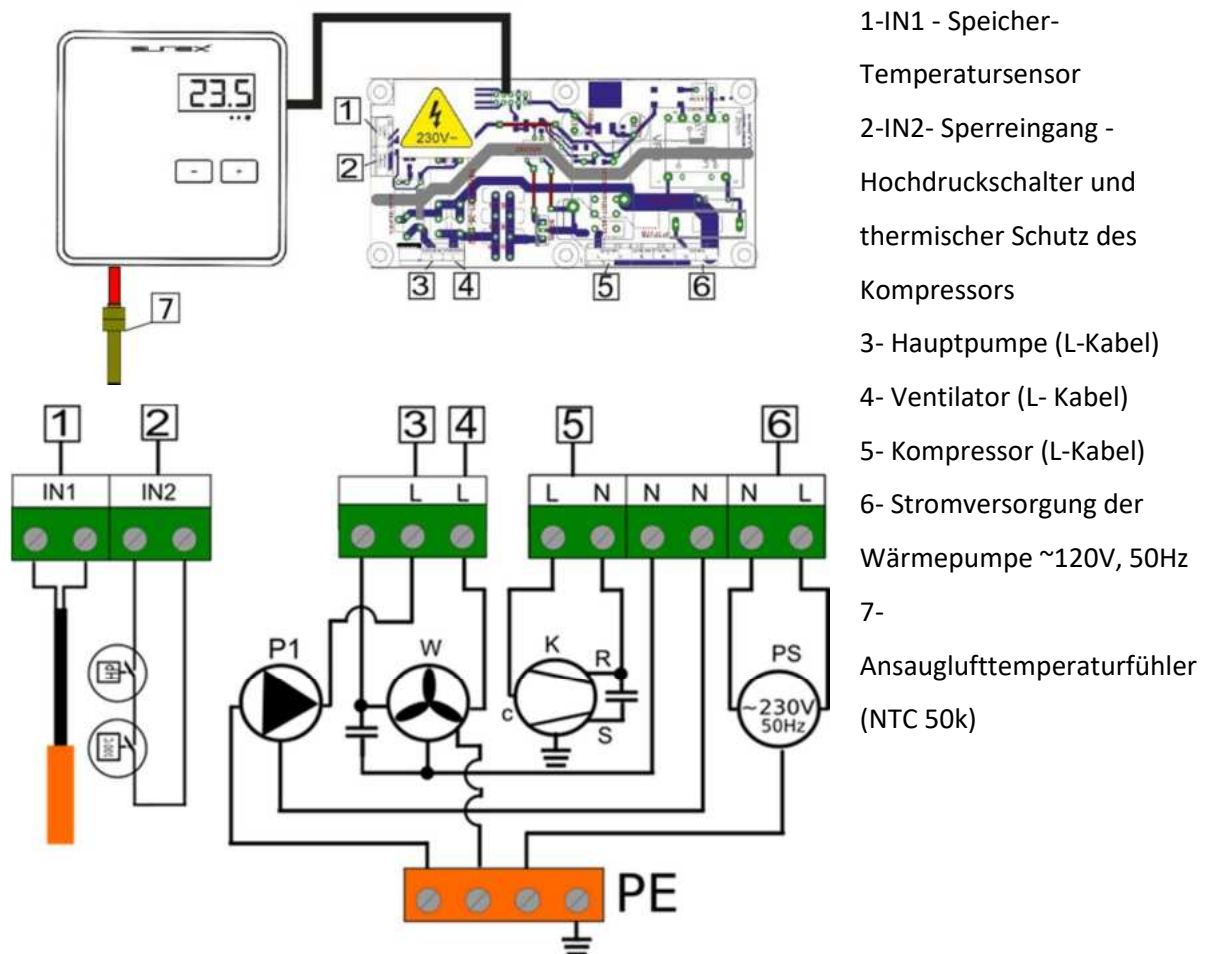 eurex
23.5
- +
230V~
1
2
3 4 5 6
7
1 2 3 4 5 6
IN1 IN2 L L L N N N N L
HP
P1 W K R PS
c S
~230V
50Hz
PE
1-IN1 - Speicher-
Temperatursensor
2-IN2- Sperreingang -
Hochdruckschalter und
thermischer Schutz des
Kompressors
3- Hauptpumpe (L-Kabel)
4- Ventilator (L- Kabel)
5- Kompressor (L-Kabel)
6- Stromversorgung der
Wärmepumpe ~120V, 50Hz
7-
Ansauglufttemperaturfühler
(NTC 50k)